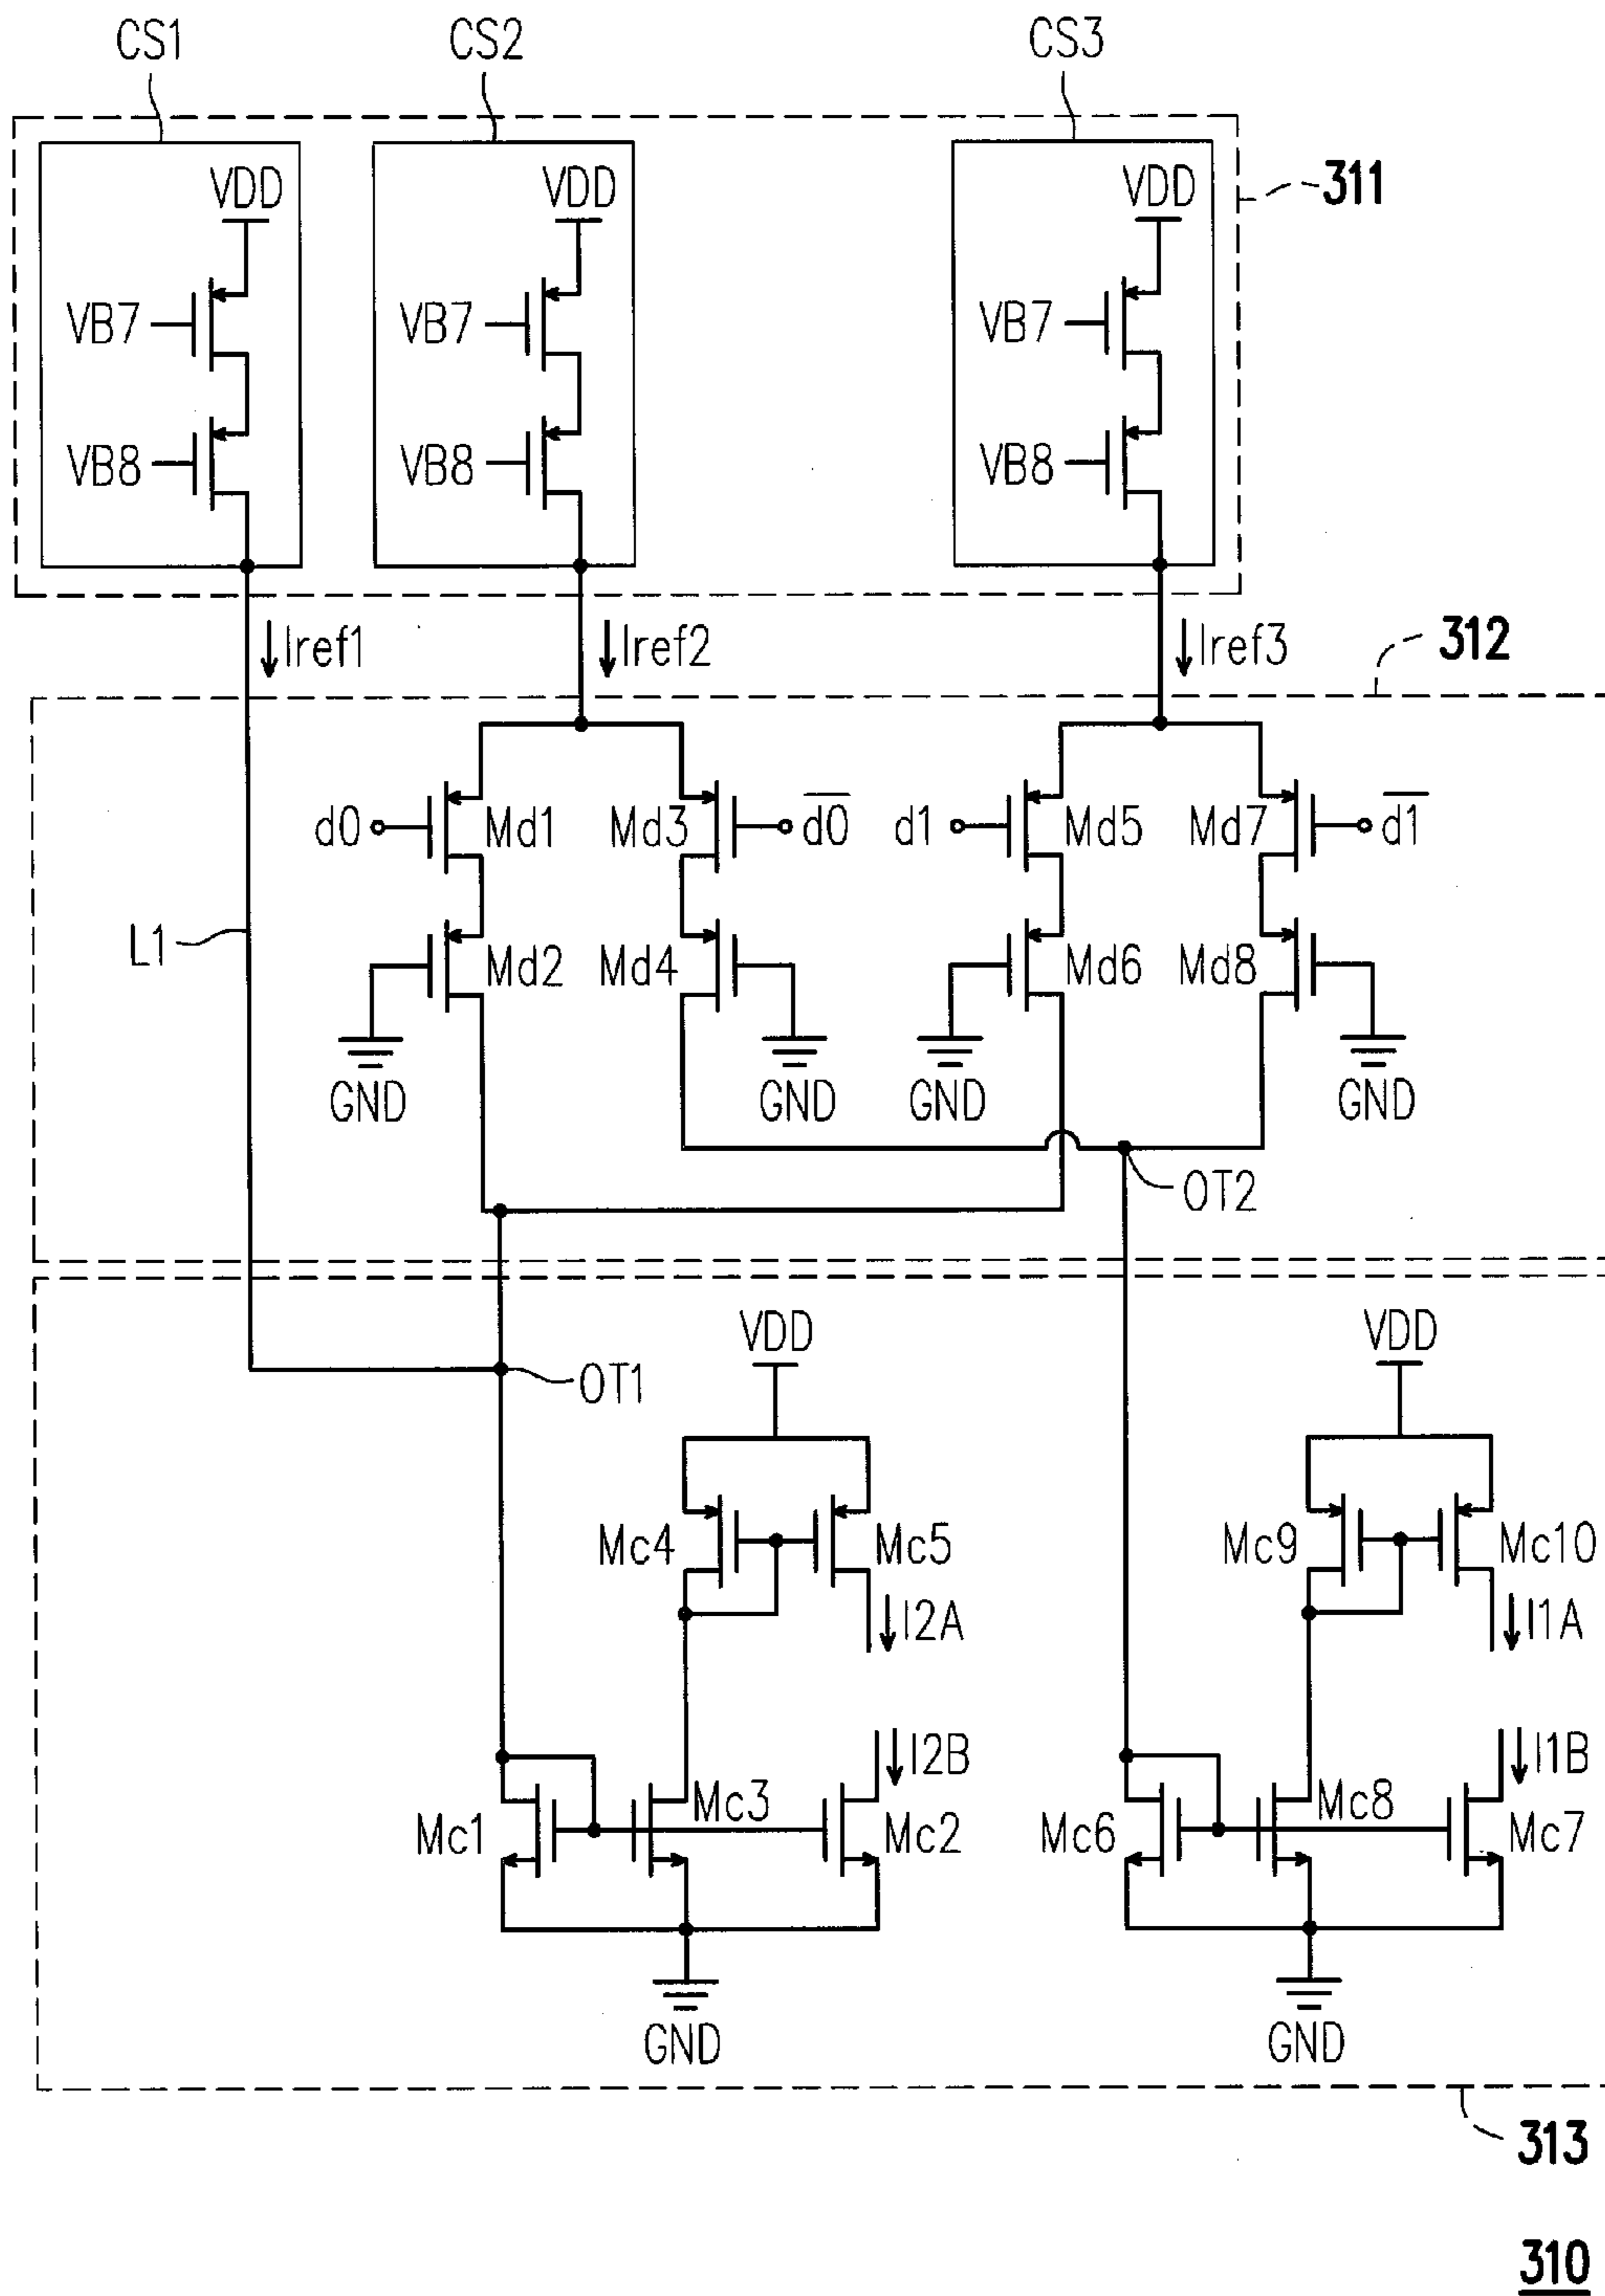 CS1 CS2 CS3
VDD VDD VDD
311
VB7 VB7 VB7
VB8 VB8 VB8
Iref1 Iref2 Iref3
312
d0 Md1 Md3 d̅0̅ d1 Md5 Md7 d̅1̅
L1 Md2 Md4 Md6 Md8
GND GND GND GND
OT2
VDD VDD
OT1
Mc4 Mc5 Mc9 Mc10
I2A I1A
I2B I1B
Mc1 Mc3 Mc2 Mc6 Mc8 Mc7
GND GND
313
310